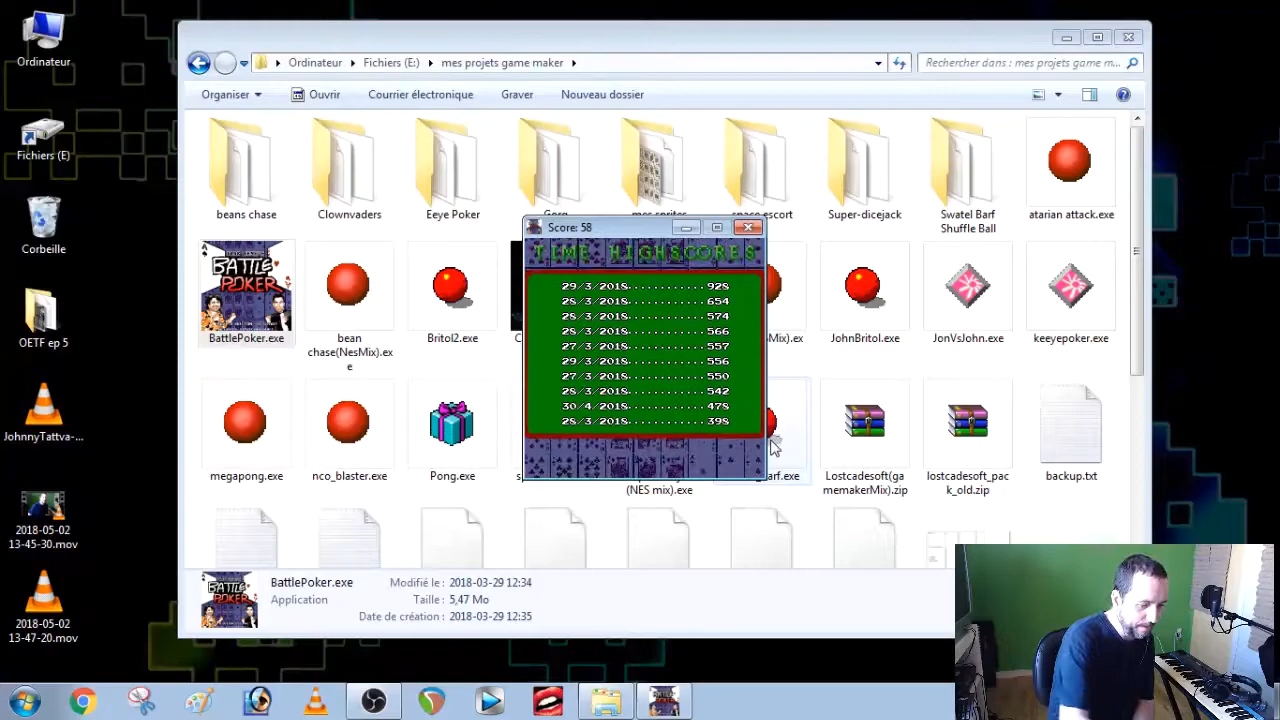 Ordinateur
Fichiers (E)
Corbeille
OETF ep 5
JohnnyTattva-...
2018-05-02
13-45-30.mov
2018-05-02
13-47-20.mov
Ordinateur
Fichiers (E:)
mes projets game maker
Rechercher dans : mes projets game m...
Organiser
Ouvrir
Courrier électronique
Graver
Nouveau dossier
beans chase
Clownvaders
Eeye Poker
Gorg
mes sprites
space escort
Super-dicejack
Swatel Barf
Shuffle Ball
atarian attack.exe
BattlePoker.exe
bean
chase(NesMix).ex
e
Britol2.exe
JohnBritol.exe
JonVsJohn.exe
keeyepoker.exe
megapong.exe
nco_blaster.exe
Pong.exe
(NES mix).exe
Lostcadesoft(ga
memakerMix).zip
lostcadesoft_pac
k_old.zip
backup.txt
Score: 58
TIME HIGHSCORES
29/3/2018...........928
28/3/2018...........654
28/3/2018...........574
28/3/2018...........566
27/3/2018...........557
29/3/2018...........556
27/3/2018...........550
28/3/2018...........542
30/4/2018...........478
28/3/2018...........398
BATTLE
POKER
BattlePoker.exe
Application
Modifié le : 2018-03-29 12:34
Taille : 5,47 Mo
Date de création : 2018-03-29 12:35